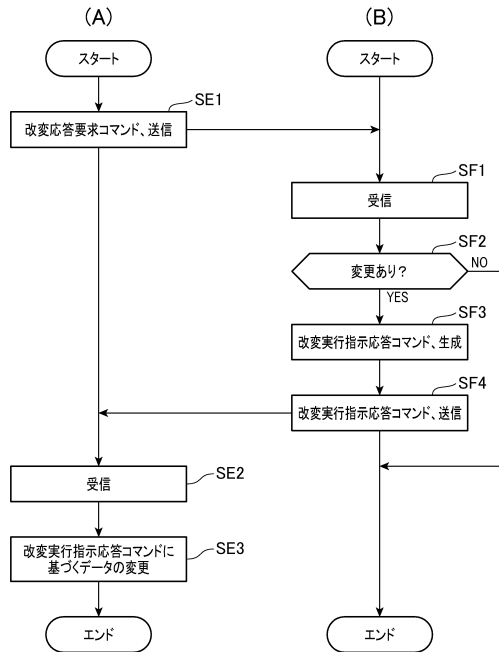 (A)
(B)
スタート
スタート
SE1
改変応答要求コマンド、送信
SF1
受信
SF2
変更あり?
NO
YES
SF3
改変実行指示応答コマンド、生成
SF4
改変実行指示応答コマンド、送信
SE2
受信
SE3
改変実行指示応答コマンドに
基づくデータの変更
エンド
エンド